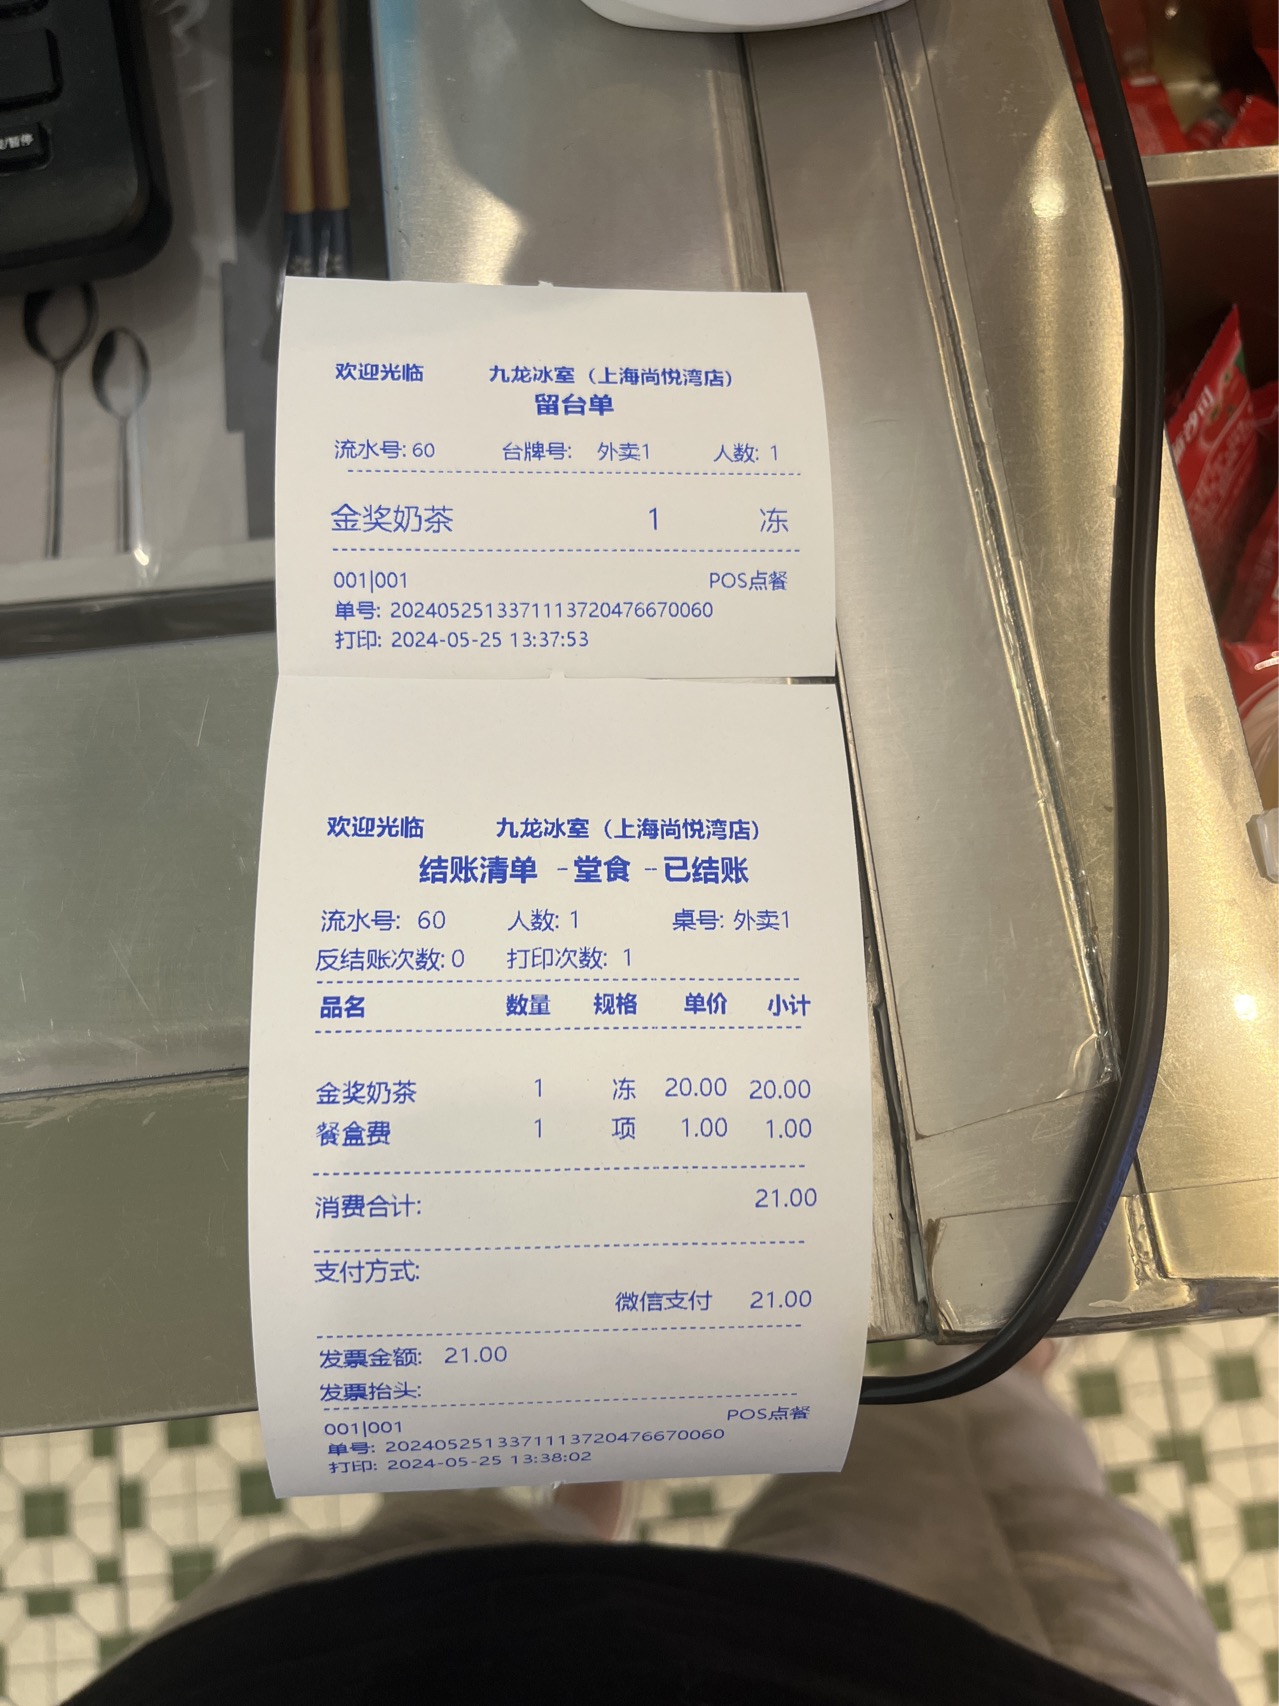 欢迎光临 九龙冰室（上海尚悦湾店）
留台单
流水号: 60 台牌号: 外卖1 人数: 1
金奖奶茶 1 冻
001|001 POS点餐
单号: 20240525133711137204766700​60
打印: 2024-05-25 13:37:53
欢迎光临 九龙冰室（上海尚悦湾店）
结账清单 -堂食 --已结账
流水号: 60 人数: 1 桌号: 外卖1
反结账次数: 0 打印次数: 1
品名 数量 规格 单价 小计
金奖奶茶 1 冻 20.00 20.00
餐盒费 1 项 1.00 1.00
消费合计: 21.00
支付方式:
微信支付 21.00
发票金额: 21.00
发票抬头:
001|001 POS点餐
单号: 2024052513371113720476670060
打印: 2024-05-25 13:38:02